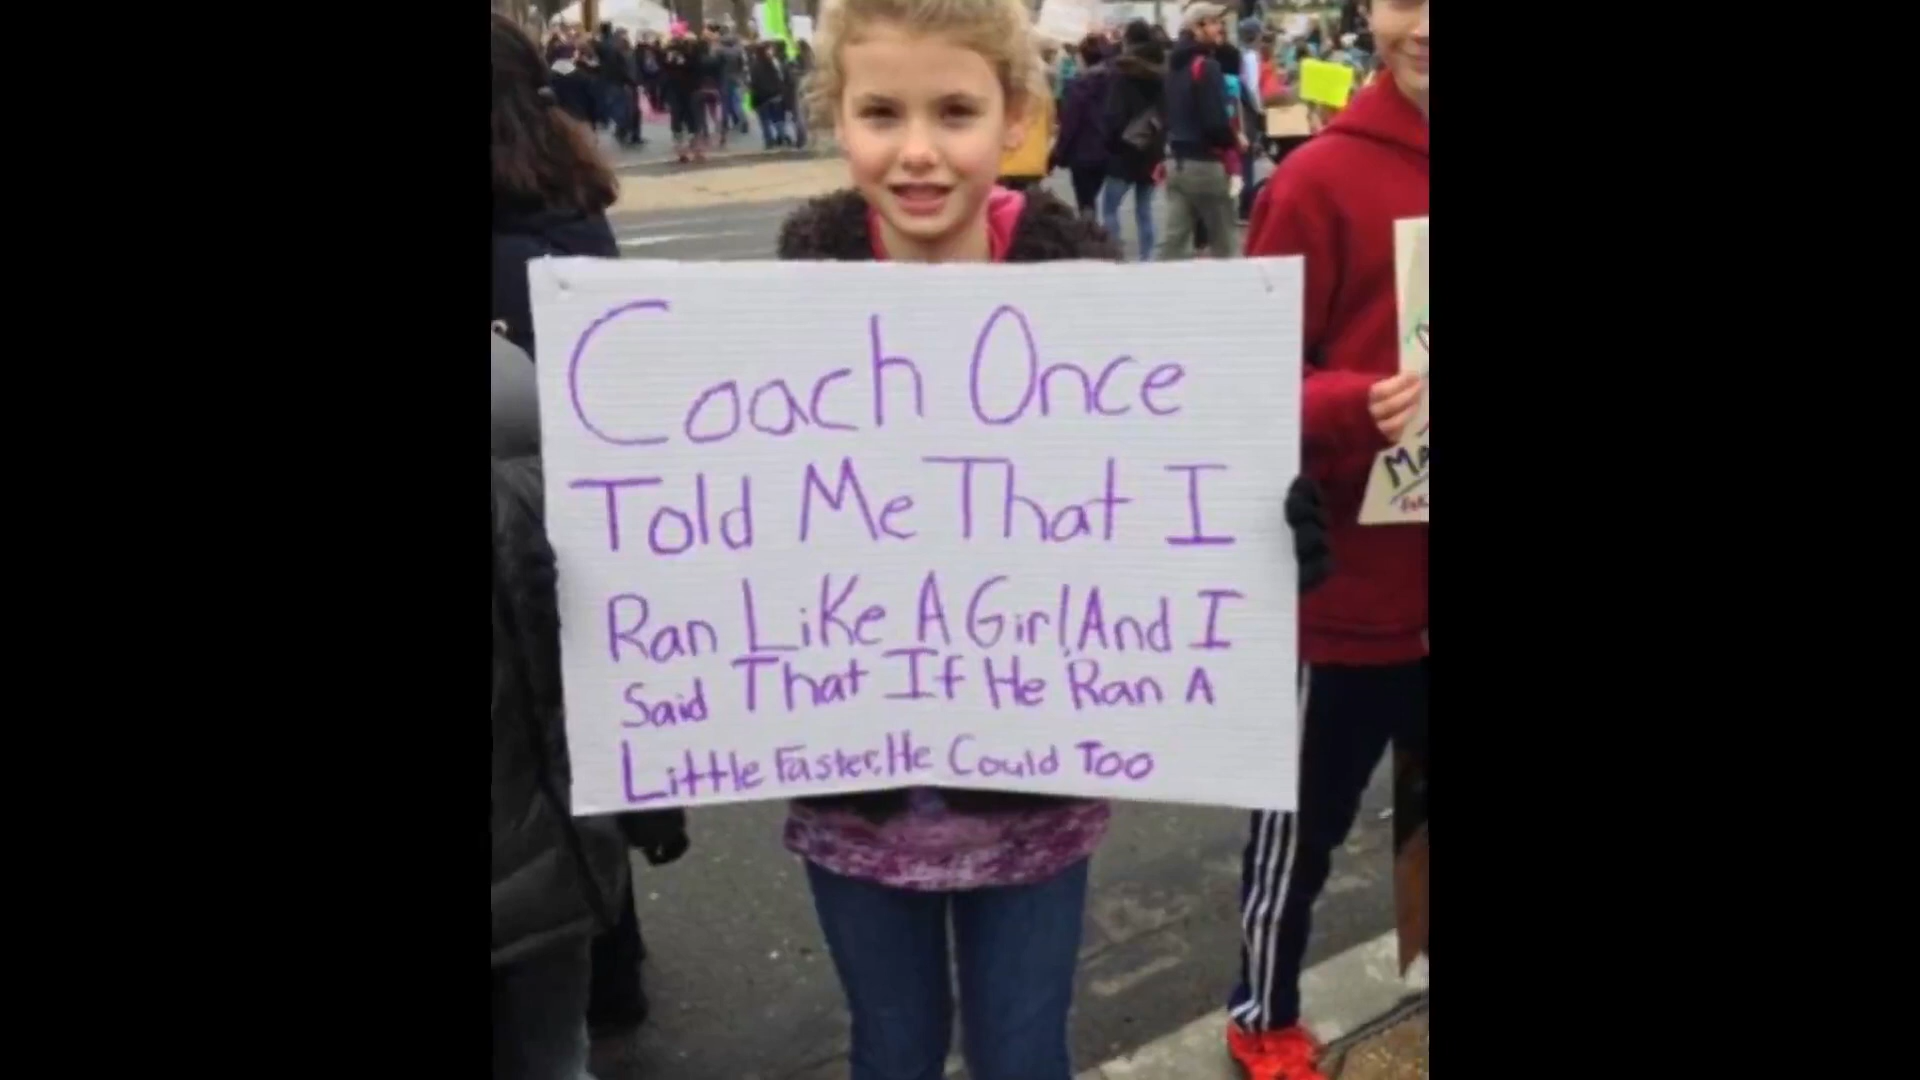 Coach Once
Told Me That I
Ran Like A Girl And I
Said That If He Ran A
Little Faster, He Could Too
MA